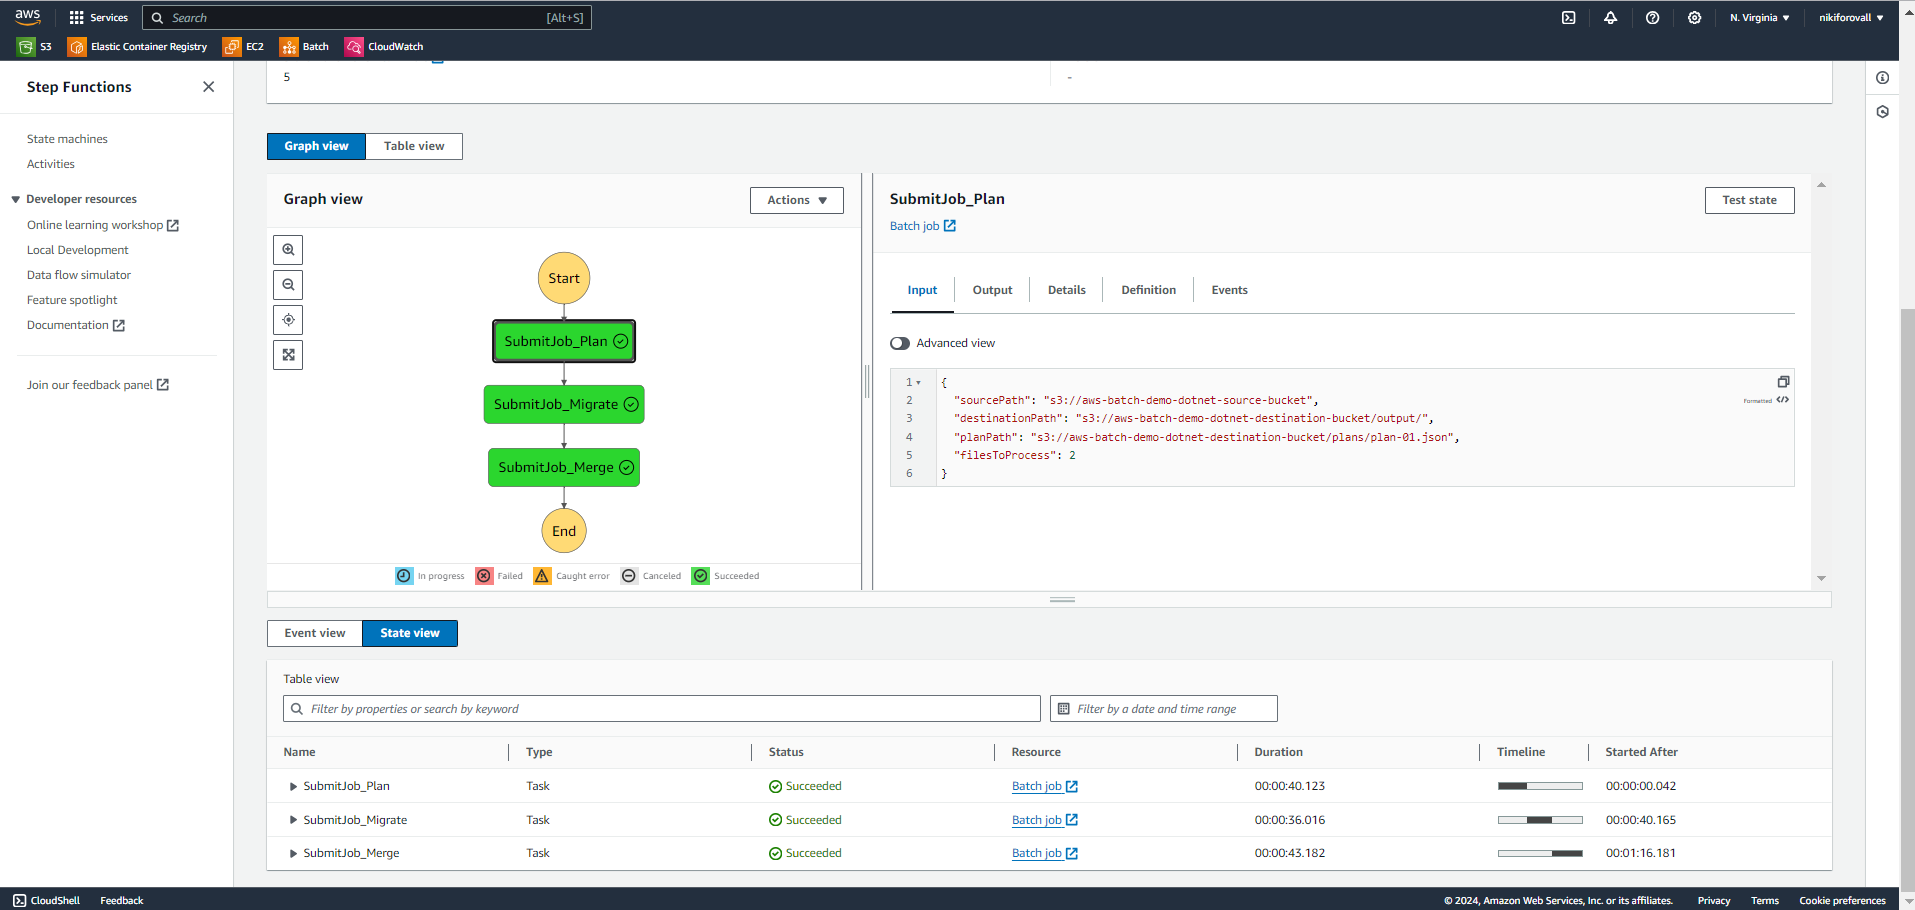 aws Services Search [Alt+S] N. Virginia nikiforovall
S3 Elastic Container Registry EC2 Batch CloudWatch
Step Functions
State machines
Activities
Developer resources
Online learning workshop
Local Development
Data flow simulator
Feature spotlight
Documentation
Join our feedback panel
5 -
Graph view Table view
Graph view Actions
Start
SubmitJob_Plan
SubmitJob_Migrate
SubmitJob_Merge
End
In progress Failed Caught error Canceled Succeeded
SubmitJob_Plan Test state
Batch job
Input Output Details Definition Events
Advanced view
1 {
2 "sourcePath": "s3://aws-batch-demo-dotnet-source-bucket",
3 "destinationPath": "s3://aws-batch-demo-dotnet-destination-bucket/output/",
4 "planPath": "s3://aws-batch-demo-dotnet-destination-bucket/plans/plan-01.json",
5 "filesToProcess": 2
6 }
Formatted
Event view State view
Table view
Filter by properties or search by keyword Filter by a date and time range
Name Type Status Resource Duration Timeline Started After
SubmitJob_Plan Task Succeeded Batch job 00:00:40.123 00:00:00.042
SubmitJob_Migrate Task Succeeded Batch job 00:00:36.016 00:00:40.165
SubmitJob_Merge Task Succeeded Batch job 00:00:43.182 00:01:16.181
CloudShell Feedback © 2024, Amazon Web Services, Inc. or its affiliates. Privacy Terms Cookie preferences